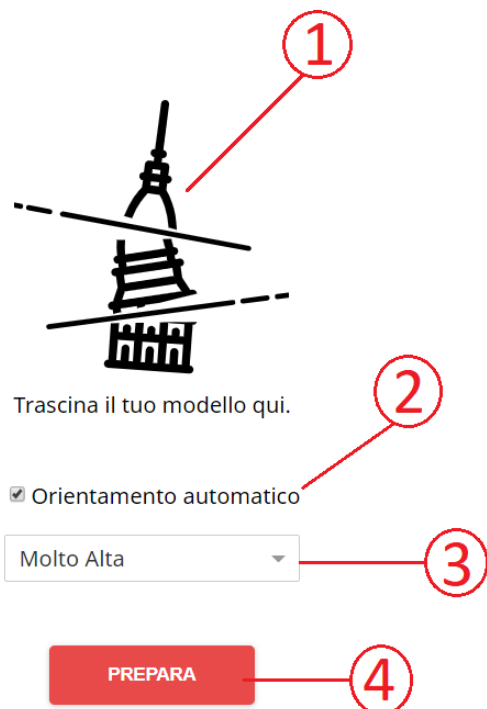 1
Trascina il tuo modello qui.
2
Orientamento automatico
Molto Alta
3
PREPARA
4